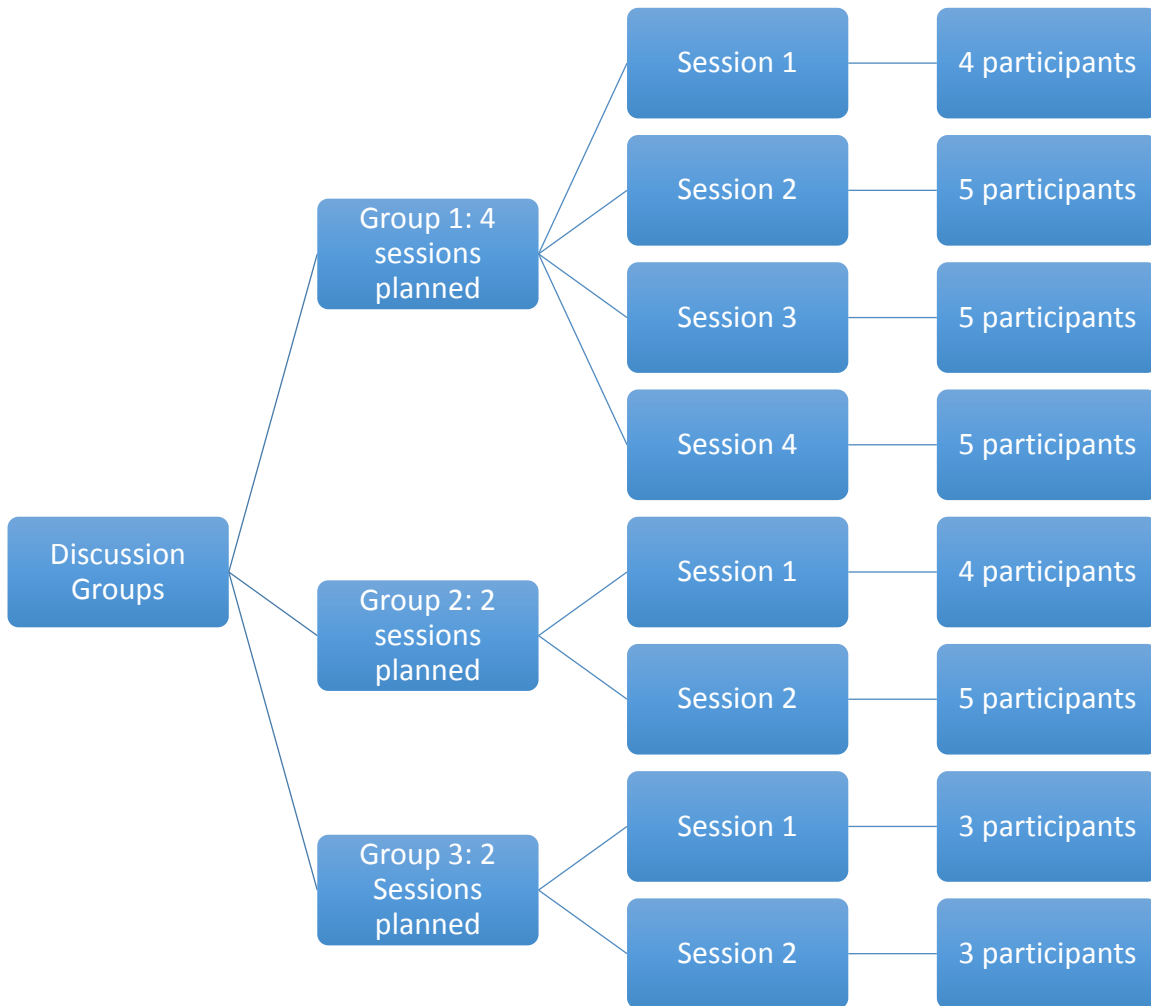 Session 1
4 participants
Session 2
5 participants
Group 1: 4
sessions
planned
Session 3
5 participants
Session 4
5 participants
Discussion
Groups
Session 1
4 participants
Group 2: 2
sessions
planned
Session 2
5 participants
Session 1
3 participants
Group 3: 2
Sessions
planned
Session 2
3 participants